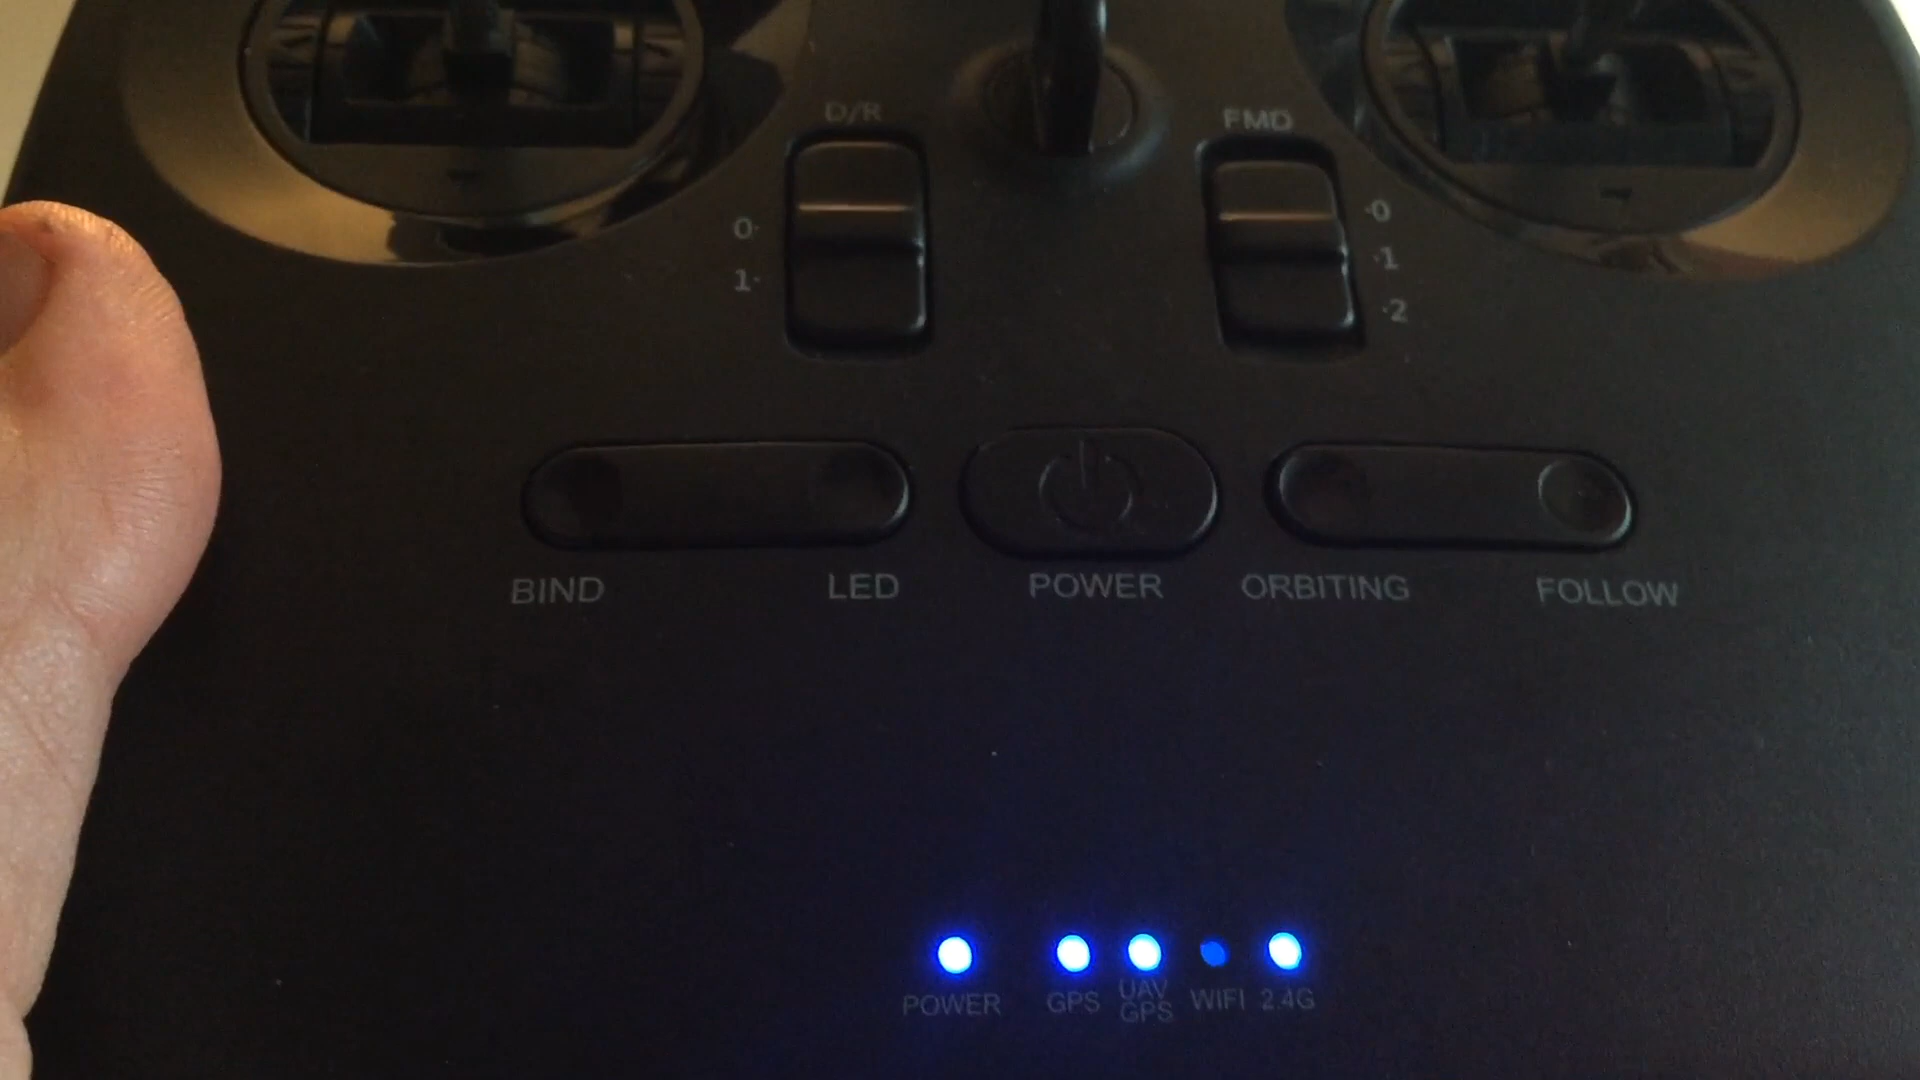 D/R
FMD
0
1
0
1
2
BIND
LED
POWER
ORBITING
FOLLOW
POWER
GPS
UAV
GPS
WIFI
2.4G